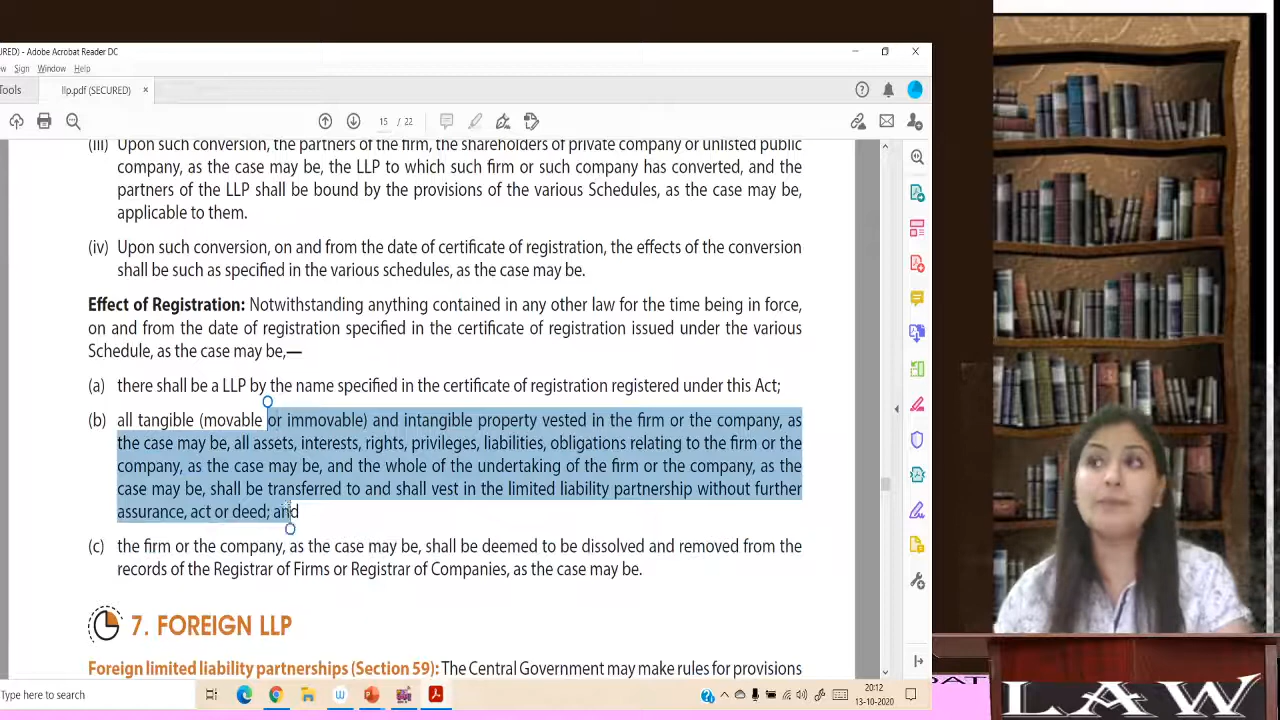 URED) - Adobe Acrobat Reader DC
w Sign Window Help
Tools llp.pdf (SECURED) ×
15 / 22
(iii) Upon such conversion, the partners of the firm, the shareholders of private company or unlisted public
company, as the case may be, the LLP to which such firm or such company has converted, and the
partners of the LLP shall be bound by the provisions of the various Schedules, as the case may be,
applicable to them.
(iv) Upon such conversion, on and from the date of certificate of registration, the effects of the conversion
shall be such as specified in the various schedules, as the case may be.
Effect of Registration: Notwithstanding anything contained in any other law for the time being in force,
on and from the date of registration specified in the certificate of registration issued under the various
Schedule, as the case may be,—
(a) there shall be a LLP by the name specified in the certificate of registration registered under this Act;
(b) all tangible (movable or immovable) and intangible property vested in the firm or the company, as
the case may be, all assets, interests, rights, privileges, liabilities, obligations relating to the firm or the
company, as the case may be, and the whole of the undertaking of the firm or the company, as the
case may be, shall be transferred to and shall vest in the limited liability partnership without further
assurance, act or deed; and
(c) the firm or the company, as the case may be, shall be deemed to be dissolved and removed from the
records of the Registrar of Firms or Registrar of Companies, as the case may be.
7. FOREIGN LLP
Foreign limited liability partnerships (Section 59): The Central Government may make rules for provisions
Type here to search
20:12
13-10-2020
LAW